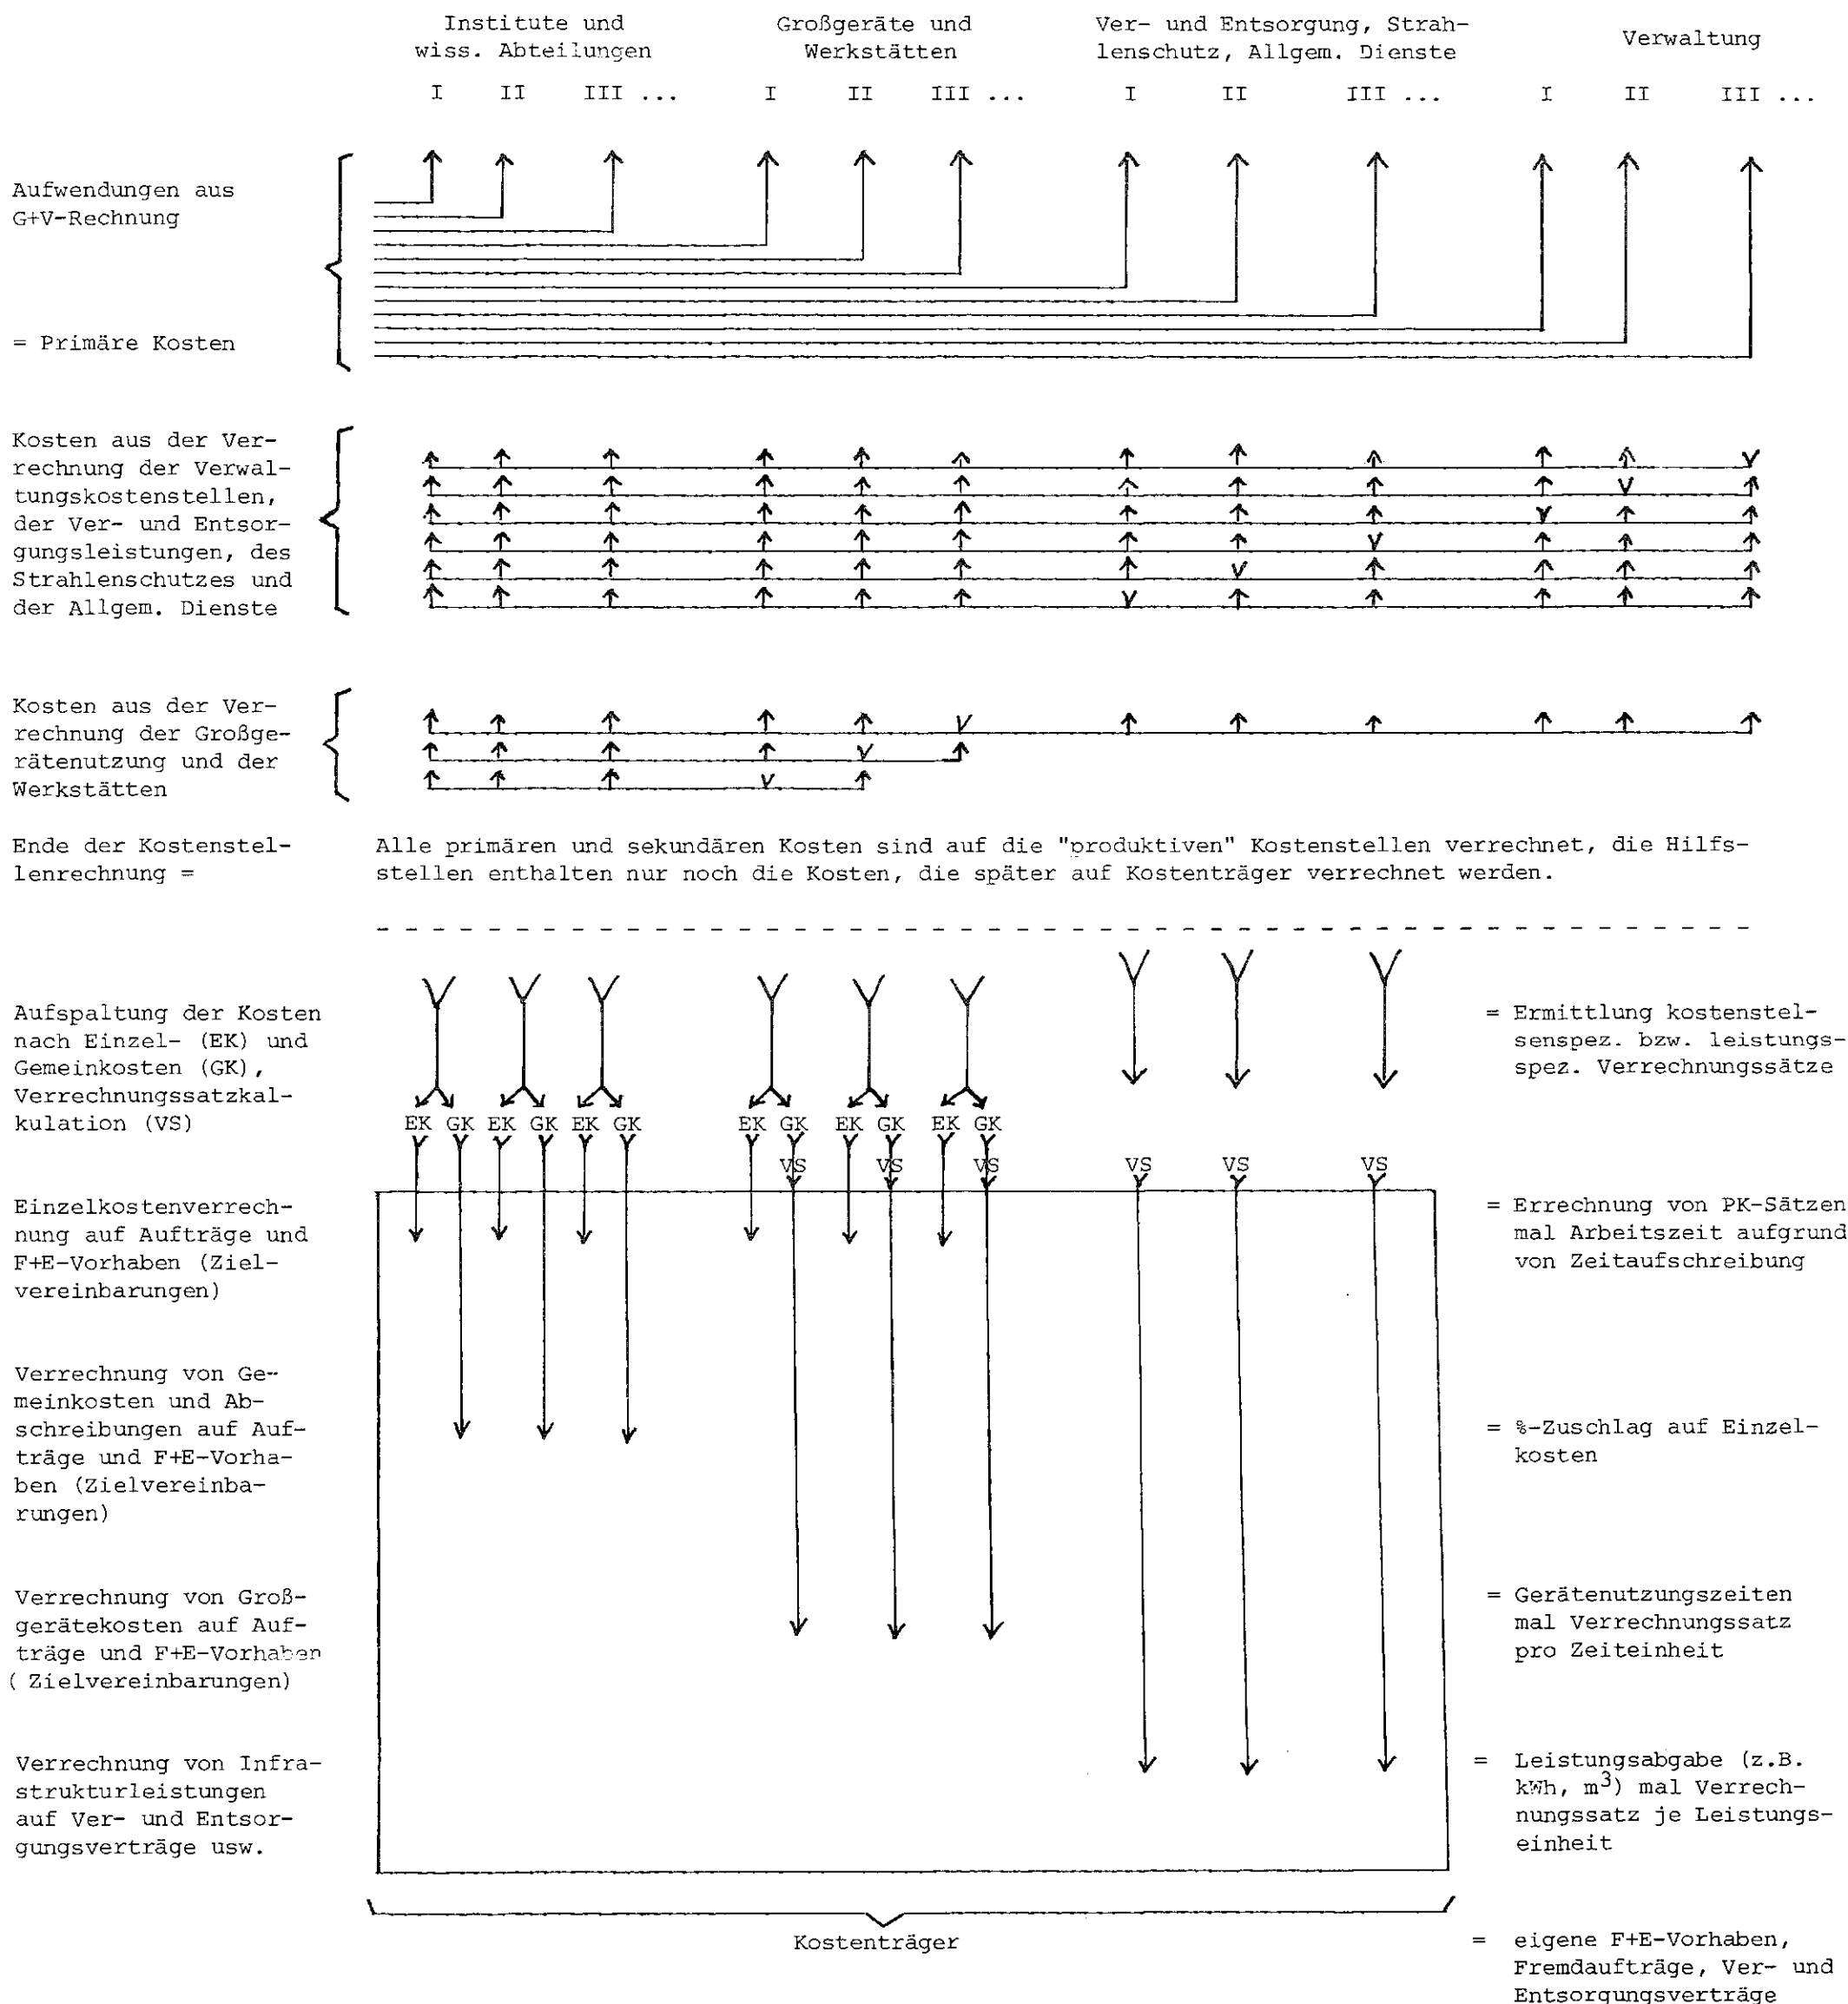 Institute und
wiss. Abteilungen
Großgeräte und
Werkstätten
Ver- und Entsorgung, Strah-
lenschutz, Allgem. Dienste
Verwaltung
I II III ... I II III ... I II III ... I II III ...
Aufwendungen aus
G+V-Rechnung
= Primäre Kosten
Kosten aus der Ver-
rechnung der Verwal-
tungskostenstellen,
der Ver- und Entsor-
gungsleistungen, des
Strahlenschutzes und
der Allgem. Dienste
Kosten aus der Ver-
rechnung der Großge-
rätenutzung und der
Werkstätten
Ende der Kostenstel-
lenrechnung =
Alle primären und sekundären Kosten sind auf die "produktiven" Kostenstellen verrechnet, die Hilfs-
stellen enthalten nur noch die Kosten, die später auf Kostenträger verrechnet werden.
Aufspaltung der Kosten
nach Einzel- (EK) und
Gemeinkosten (GK),
Verrechnungssatzkal-
kulation (VS)
= Ermittlung kostenstel-
senspez. bzw. leistungs-
spez. Verrechnungssätze
EK GK EK GK EK GK EK GK EK GK EK GK
VS VS VS VS VS VS
Einzelkostenverrech-
nung auf Aufträge und
F+E-Vorhaben (Ziel-
vereinbarungen)
= Errechnung von PK-Sätzen
mal Arbeitszeit aufgrund
von Zeitaufschreibung
Verrechnung von Ge-
meinkosten und Ab-
schreibungen auf Auf-
träge und F+E-Vorha-
ben (Zielvereinba-
rungen)
= %-Zuschlag auf Einzel-
kosten
Verrechnung von Groß-
gerätekosten auf Auf-
träge und F+E-Vorhaben
( Zielvereinbarungen)
= Gerätenutzungszeiten
mal Verrechnungssatz
pro Zeiteinheit
Verrechnung von Infra-
strukturleistungen
auf Ver- und Entsor-
gungsverträge usw.
= Leistungsabgabe (z.B.
kWh, m³) mal Verrech-
nungssatz je Leistungs-
einheit
Kostenträger
= eigene F+E-Vorhaben,
Fremdaufträge, Ver- und
Entsorgungsverträge